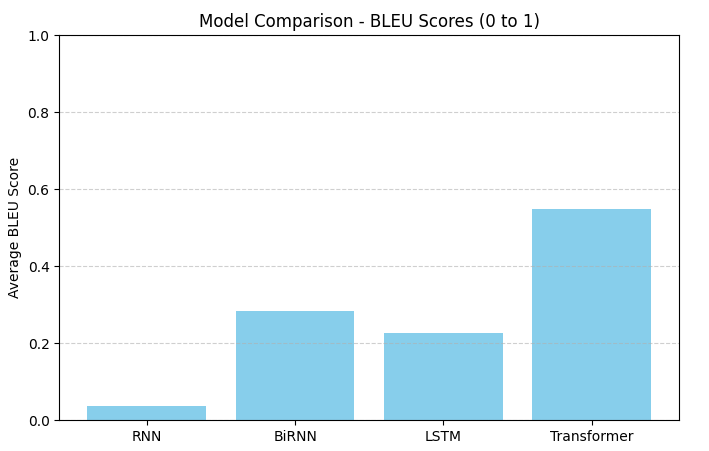 Model Comparison - BLEU Scores (0 to 1)
Average BLEU Score
1.0
0.8
0.6
0.4
0.2
0.0
RNN BiRNN LSTM Transformer